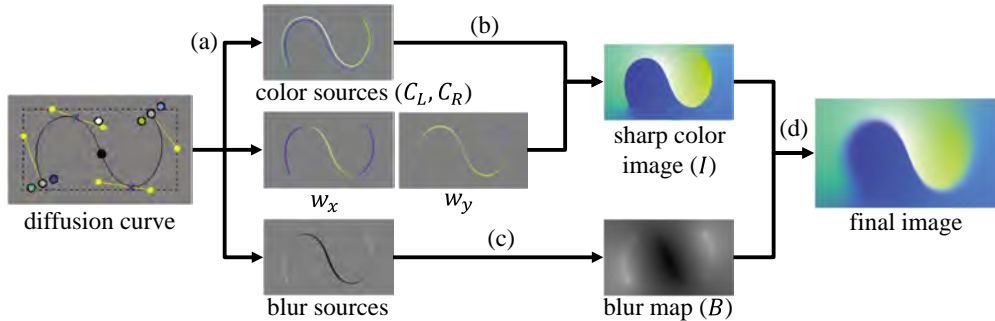 (a)
(b)
color sources (C_L, C_R)
sharp color
image (I)
(d)
diffusion curve
w_x
w_y
final image
(c)
blur sources
blur map (B)